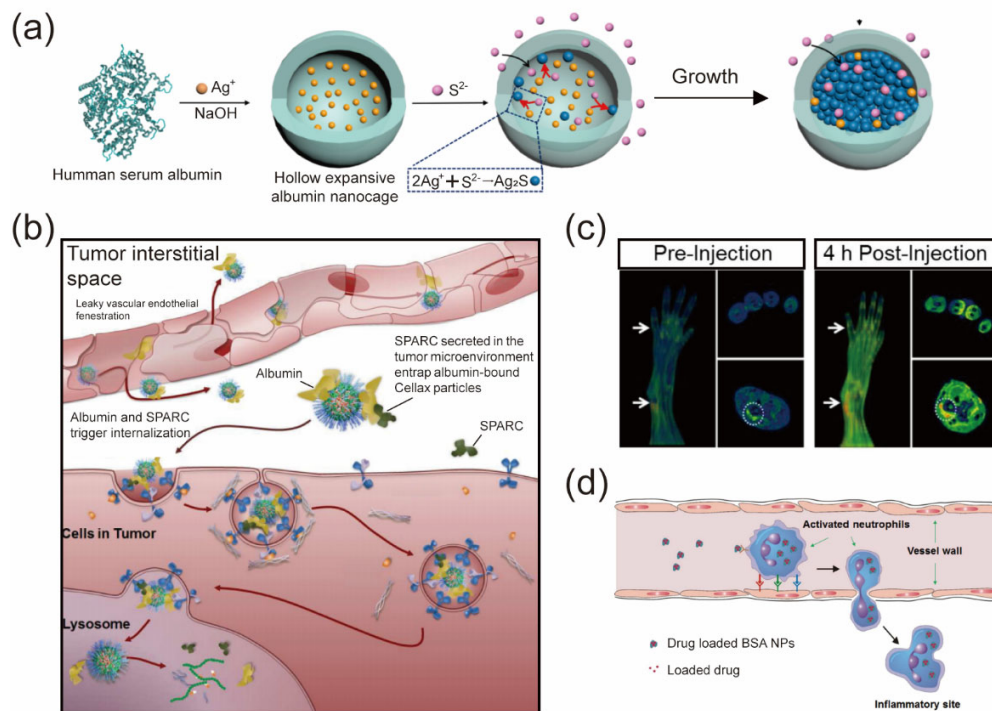 (a)
Ag⁺
NaOH
S²⁻
Growth
Humman serum albumin
Hollow expansive
albumin nanocage
2Ag⁺+S²⁻→Ag₂S
(b)
Tumor interstitial
space
Leaky vascular endothelial
fenestration
SPARC secreted in the
tumor microenvironment
entrap albumin-bound
Cellax particles
Albumin
Albumin and SPARC
trigger internalization
SPARC
Cells in Tumor
Lysosome
(c)
Pre-Injection
4 h Post-Injection
(d)
Activated neutrophils
Vessel wall
Drug loaded BSA NPs
Loaded drug
Inflammatory site